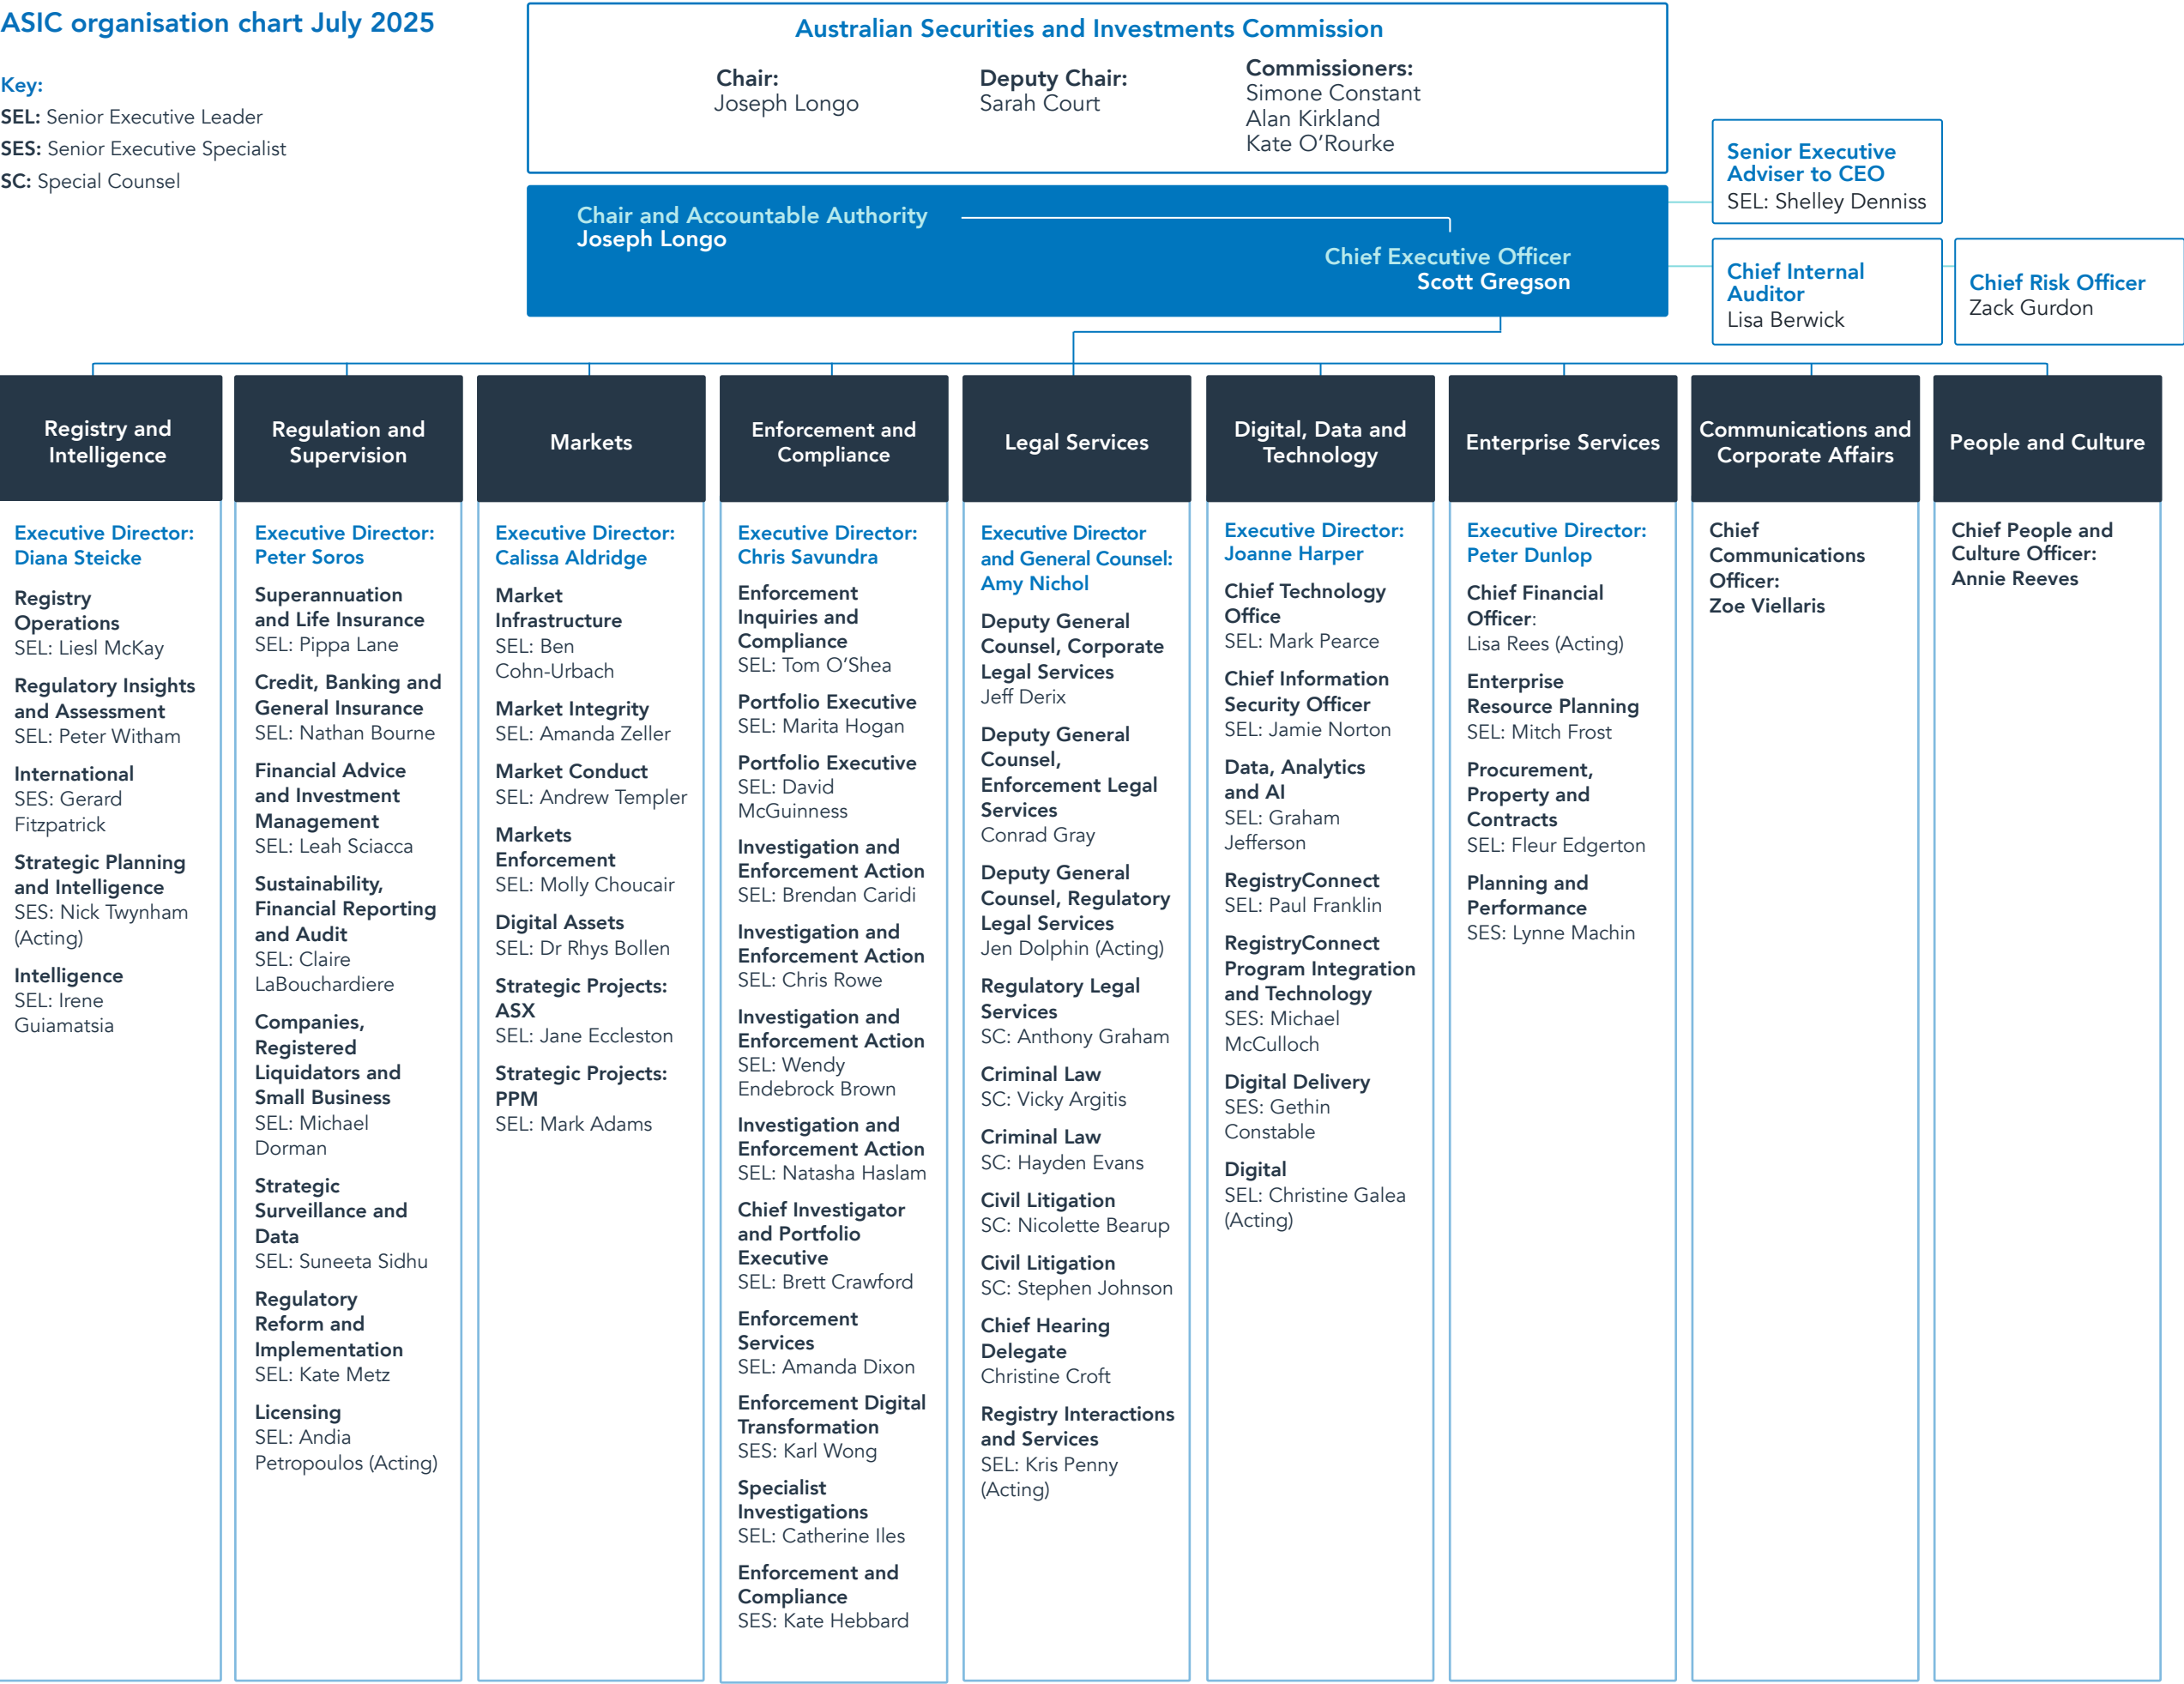 ASIC organisation chart July 2025
Key:
SEL: Senior Executive Leader
SES: Senior Executive Specialist
SC: Special Counsel
Australian Securities and Investments Commission
Chair:
Joseph Longo
Deputy Chair:
Sarah Court
Commissioners:
Simone Constant
Alan Kirkland
Kate O’Rourke
Chair and Accountable Authority
Joseph Longo
Chief Executive Officer
Scott Gregson
Senior Executive
Adviser to CEO
SEL: Shelley Denniss
Chief Internal
Auditor
Lisa Berwick
Chief Risk Officer
Zack Gurdon
Registry and
Intelligence
Executive Director:
Diana Steicke
Registry
Operations
SEL: Liesl McKay
Regulatory Insights
and Assessment
SEL: Peter Witham
International
SES: Gerard
Fitzpatrick
Strategic Planning
and Intelligence
SES: Nick Twynham
(Acting)
Intelligence
SEL: Irene
Guiamatsia
Regulation and
Supervision
Executive Director:
Peter Soros
Superannuation
and Life Insurance
SEL: Pippa Lane
Credit, Banking and
General Insurance
SEL: Nathan Bourne
Financial Advice
and Investment
Management
SEL: Leah Sciacca
Sustainability,
Financial Reporting
and Audit
SEL: Claire
LaBouchardiere
Companies,
Registered
Liquidators and
Small Business
SEL: Michael
Dorman
Strategic
Surveillance and
Data
SEL: Suneeta Sidhu
Regulatory
Reform and
Implementation
SEL: Kate Metz
Licensing
SEL: Andia
Petropoulos (Acting)
Markets
Executive Director:
Calissa Aldridge
Market
Infrastructure
SEL: Ben
Cohn-Urbach
Market Integrity
SEL: Amanda Zeller
Market Conduct
SEL: Andrew Templer
Markets
Enforcement
SEL: Molly Choucair
Digital Assets
SEL: Dr Rhys Bollen
Strategic Projects:
ASX
SEL: Jane Eccleston
Strategic Projects:
PPM
SEL: Mark Adams
Enforcement and
Compliance
Executive Director:
Chris Savundra
Enforcement
Inquiries and
Compliance
SEL: Tom O’Shea
Portfolio Executive
SEL: Marita Hogan
Portfolio Executive
SEL: David
McGuinness
Investigation and
Enforcement Action
SEL: Brendan Caridi
Investigation and
Enforcement Action
SEL: Chris Rowe
Investigation and
Enforcement Action
SEL: Wendy
Endebrock Brown
Investigation and
Enforcement Action
SEL: Natasha Haslam
Chief Investigator
and Portfolio
Executive
SEL: Brett Crawford
Enforcement
Services
SEL: Amanda Dixon
Enforcement Digital
Transformation
SES: Karl Wong
Specialist
Investigations
SEL: Catherine Iles
Enforcement and
Compliance
SES: Kate Hebbard
Legal Services
Executive Director
and General Counsel:
Amy Nichol
Deputy General
Counsel, Corporate
Legal Services
Jeff Derix
Deputy General
Counsel,
Enforcement Legal
Services
Conrad Gray
Deputy General
Counsel, Regulatory
Legal Services
Jen Dolphin (Acting)
Regulatory Legal
Services
SC: Anthony Graham
Criminal Law
SC: Vicky Argitis
Criminal Law
SC: Hayden Evans
Civil Litigation
SC: Nicolette Bearup
Civil Litigation
SC: Stephen Johnson
Chief Hearing
Delegate
Christine Croft
Registry Interactions
and Services
SEL: Kris Penny
(Acting)
Digital, Data and
Technology
Executive Director:
Joanne Harper
Chief Technology
Office
SEL: Mark Pearce
Chief Information
Security Officer
SEL: Jamie Norton
Data, Analytics
and AI
SEL: Graham
Jefferson
RegistryConnect
SEL: Paul Franklin
RegistryConnect
Program Integration
and Technology
SES: Michael
McCulloch
Digital Delivery
SES: Gethin
Constable
Digital
SEL: Christine Galea
(Acting)
Enterprise Services
Executive Director:
Peter Dunlop
Chief Financial
Officer:
Lisa Rees (Acting)
Enterprise
Resource Planning
SEL: Mitch Frost
Procurement,
Property and
Contracts
SEL: Fleur Edgerton
Planning and
Performance
SES: Lynne Machin
Communications and
Corporate Affairs
Chief
Communications
Officer:
Zoe Viellaris
People and Culture
Chief People and
Culture Officer:
Annie Reeves